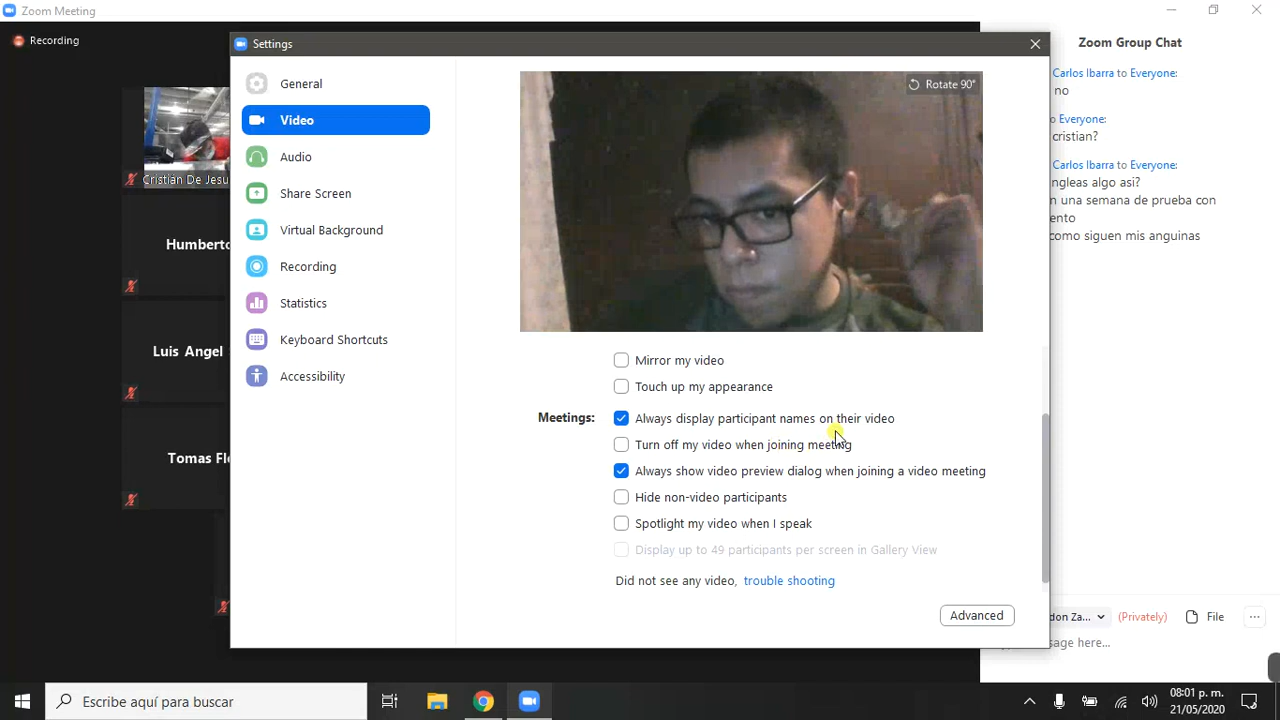 Zoom Meeting
Recording
Settings
General
Video
Audio
Share Screen
Virtual Background
Recording
Statistics
Keyboard Shortcuts
Accessibility
Rotate 90°
Mirror my video
Touch up my appearance
Meetings:
Always display participant names on their video
Turn off my video when joining meeting
Always show video preview dialog when joining a video meeting
Hide non-video participants
Spotlight my video when I speak
Display up to 49 participants per screen in Gallery View
Did not see any video, trouble shooting
Advanced
Cristian De Jesu
Humberto
Luis Angel
Tomas Flo
Zoom Group Chat
Carlos Ibarra to Everyone:
no
o Everyone:
cristian?
Carlos Ibarra to Everyone:
ngleas algo asi?
n una semana de prueba con
ento
como siguen mis anguinas
don Za... (Privately) File
sage here...
Escribe aquí para buscar
08:01 p. m.
21/05/2020